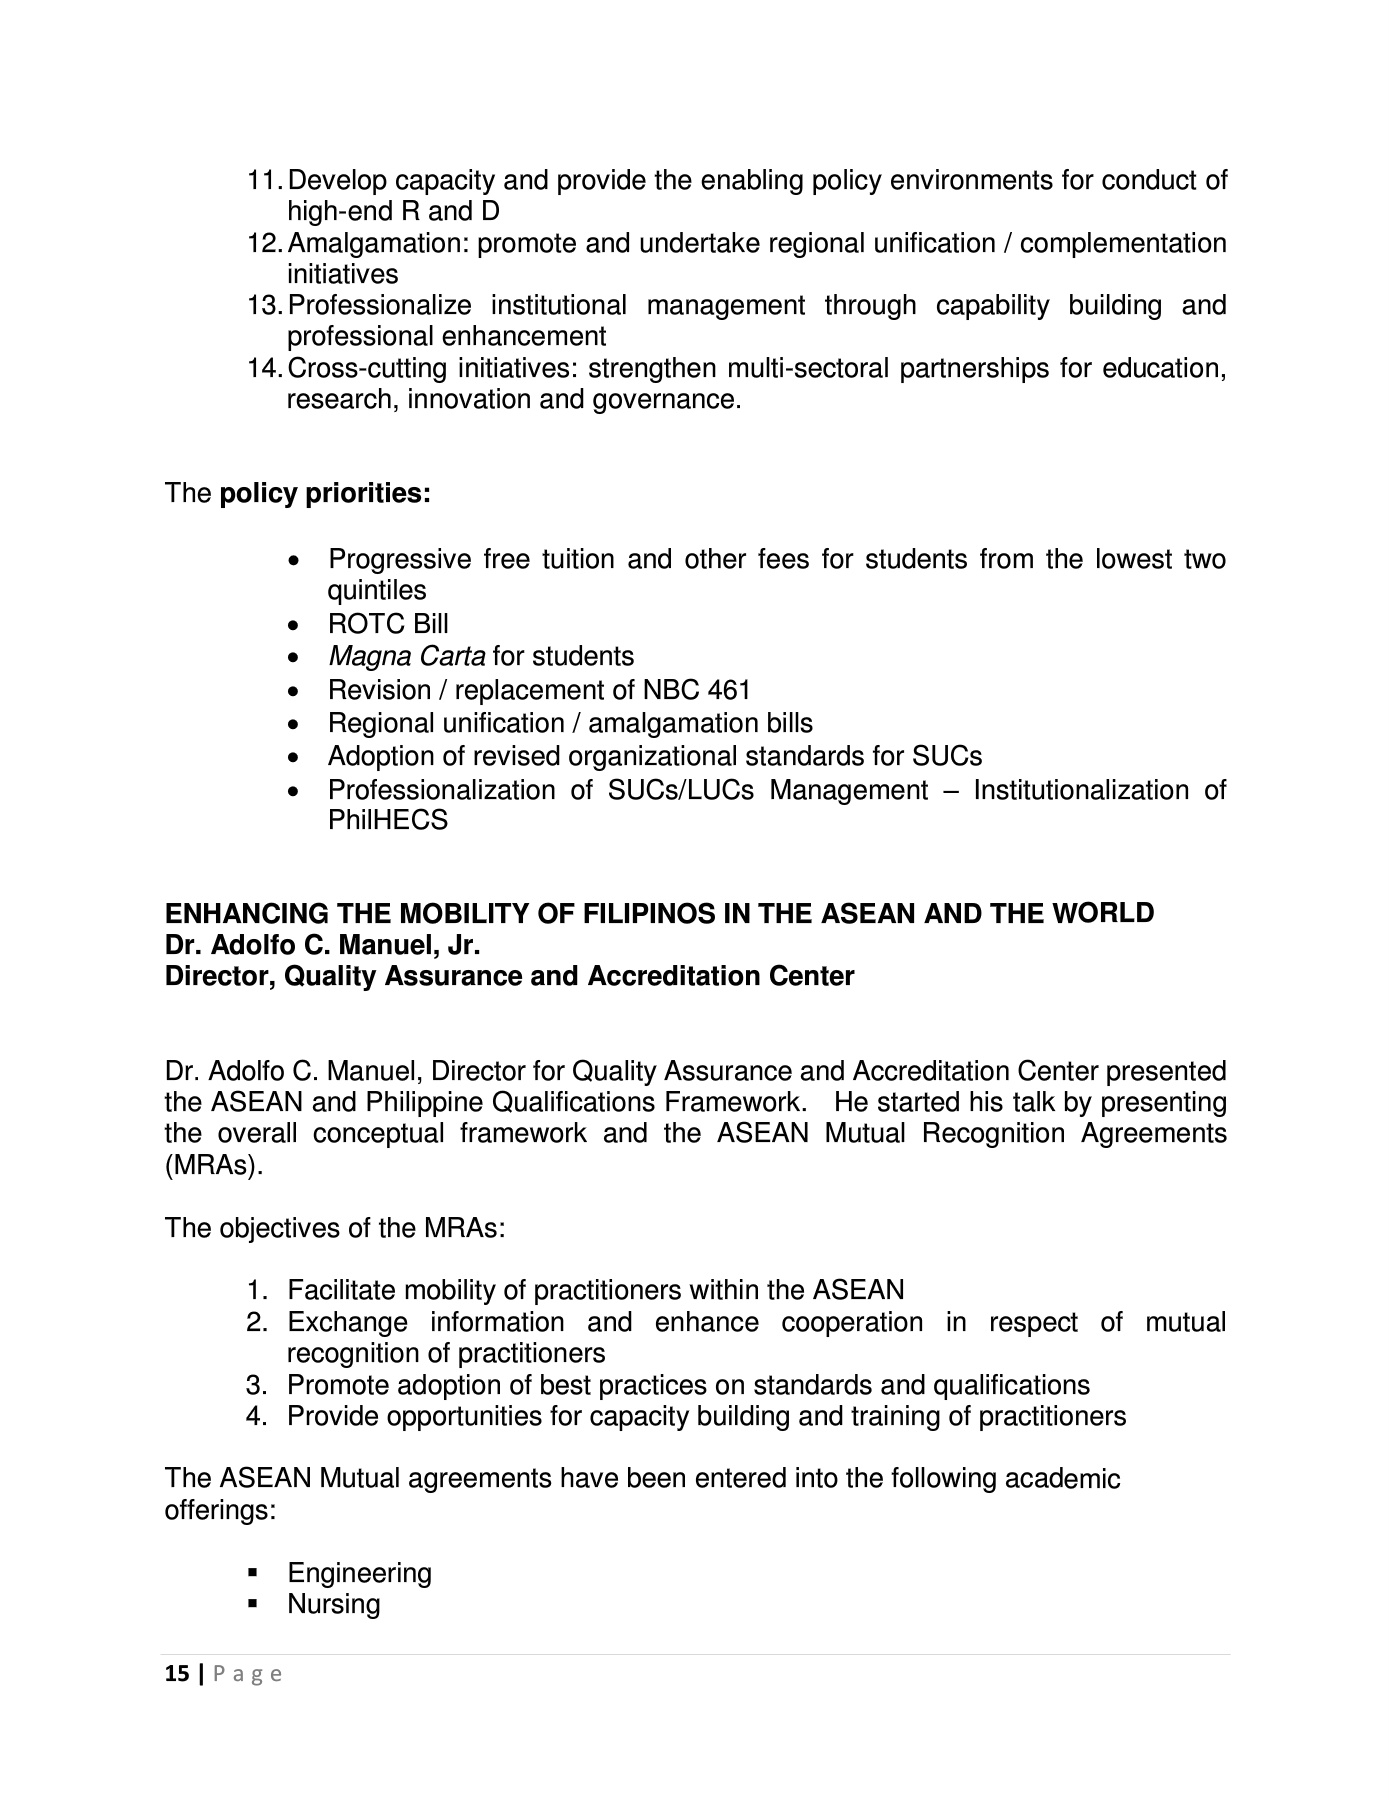 11. Develop capacity and provide the enabling policy environments for conduct of
high-end R and D
12. Amalgamation: promote and undertake regional unification / complementation
initiatives
13. Professionalize institutional management through capability building and
professional enhancement
14. Cross-cutting initiatives: strengthen multi-sectoral partnerships for education,
research, innovation and governance.
The policy priorities:
• Progressive free tuition and other fees for students from the lowest two
quintiles
• ROTC Bill
• Magna Carta for students
• Revision / replacement of NBC 461
• Regional unification / amalgamation bills
• Adoption of revised organizational standards for SUCs
• Professionalization of SUCs/LUCs Management – Institutionalization of
PhilHECS
ENHANCING THE MOBILITY OF FILIPINOS IN THE ASEAN AND THE WORLD
Dr. Adolfo C. Manuel, Jr.
Director, Quality Assurance and Accreditation Center
Dr. Adolfo C. Manuel, Director for Quality Assurance and Accreditation Center presented
the ASEAN and Philippine Qualifications Framework. He started his talk by presenting
the overall conceptual framework and the ASEAN Mutual Recognition Agreements
(MRAs).
The objectives of the MRAs:
1. Facilitate mobility of practitioners within the ASEAN
2. Exchange information and enhance cooperation in respect of mutual
recognition of practitioners
3. Promote adoption of best practices on standards and qualifications
4. Provide opportunities for capacity building and training of practitioners
The ASEAN Mutual agreements have been entered into the following academic
offerings:
▪ Engineering
▪ Nursing
15 | Page